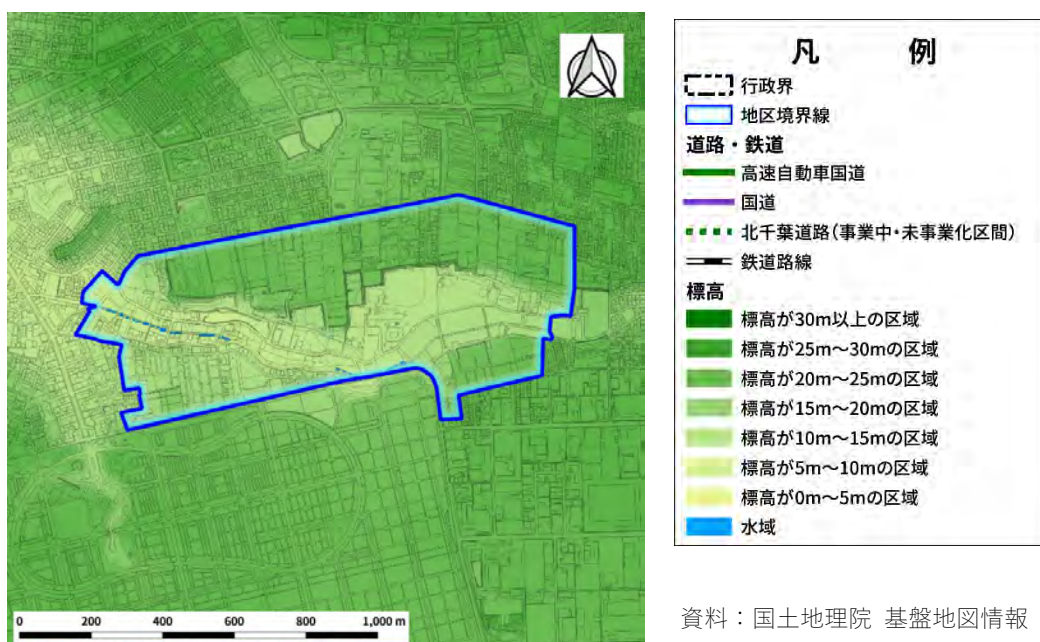 凡 例
行政界
地区境界線
道路・鉄道
高速自動車国道
国道
北千葉道路(事業中・未事業化区間)
鉄道路線
標高
標高が30m以上の区域
標高が25m～30mの区域
標高が20m～25mの区域
標高が15m～20mの区域
標高が10m～15mの区域
標高が5m～10mの区域
標高が0m～5mの区域
水域
0 200 400 600 800 1,000 m
資料：国土地理院 基盤地図情報